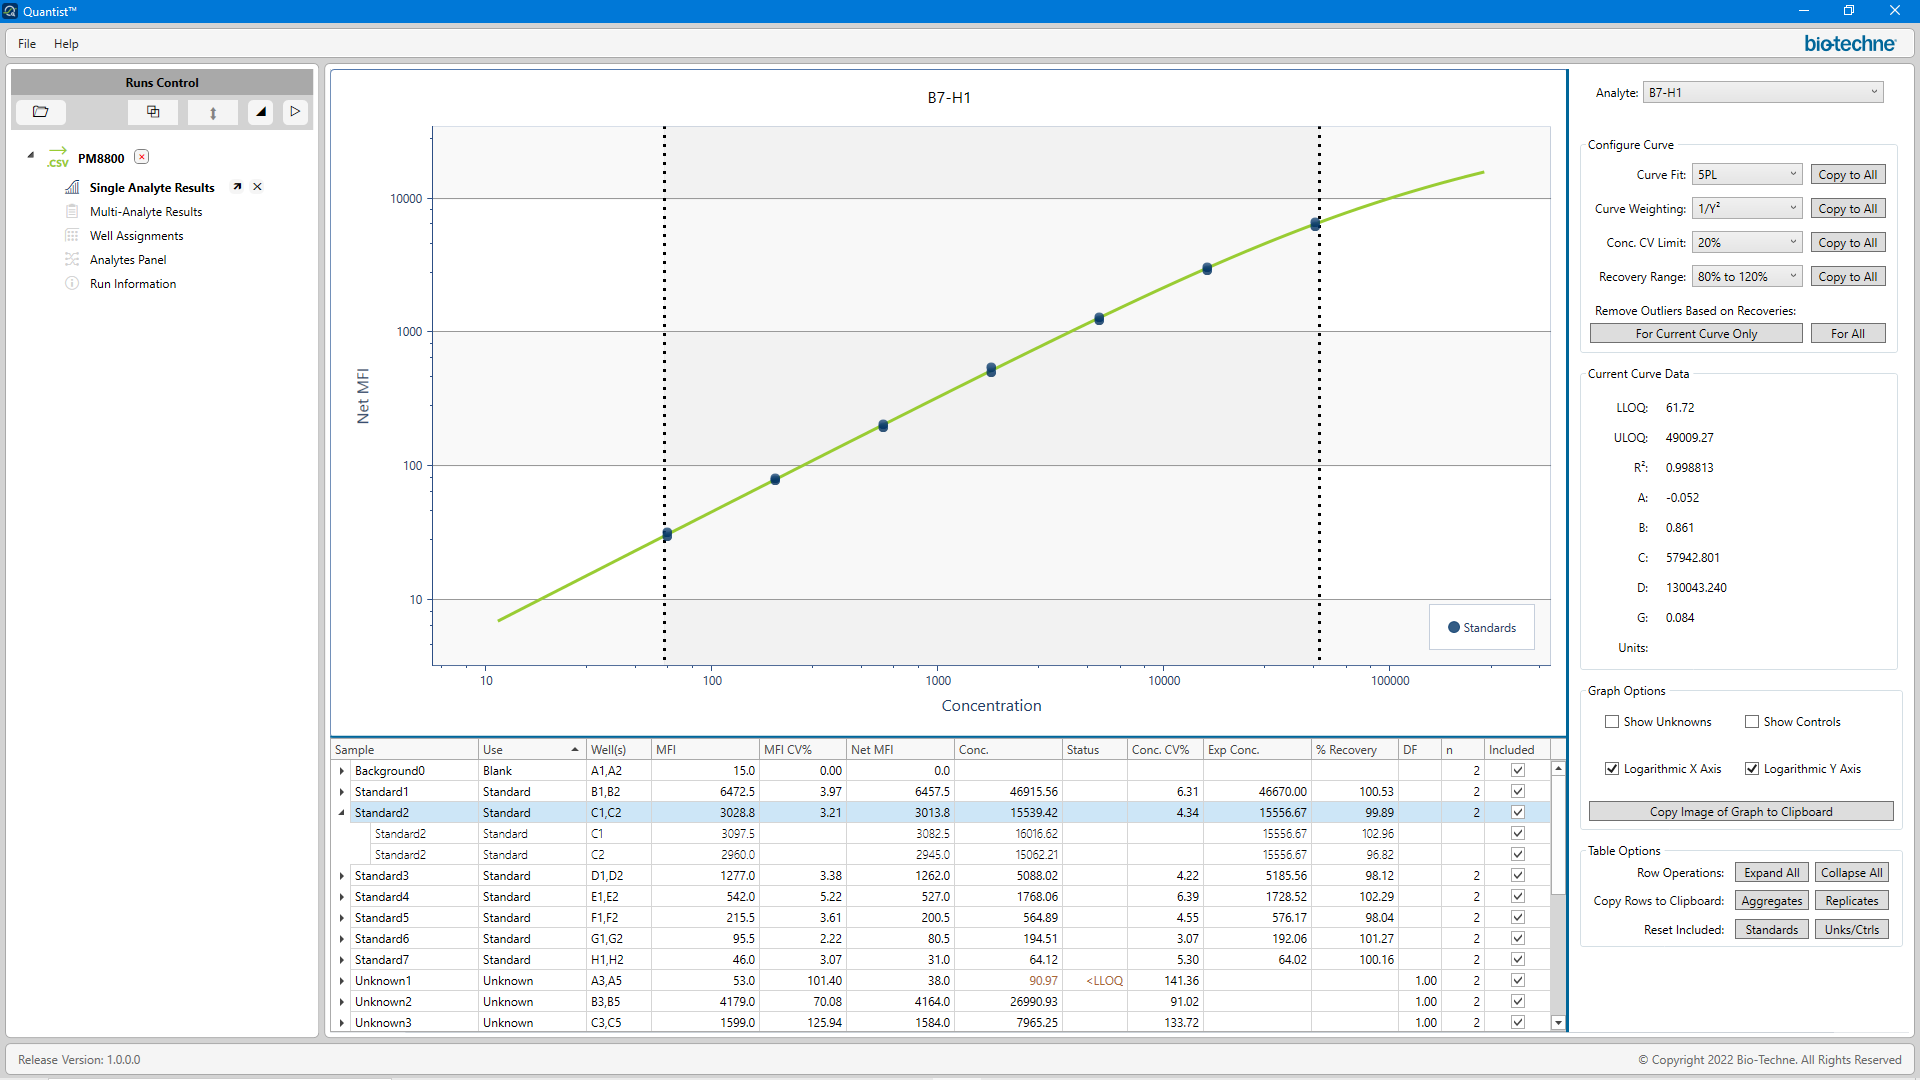 Quantist™
File Help
bio-techne
Runs Control
.CSV PM8800
Single Analyte Results
Multi-Analyte Results
Well Assignments
Analytes Panel
Run Information
B7-H1
Net MFI
10000
1000
100
10
Standards
10 100 1000 10000 100000
Concentration
Sample Use Well(s) MFI MFI CV% Net MFI Conc. Status Conc. CV% Exp Conc. % Recovery DF n Included
Background0 Blank A1,A2 15.0 0.00 0.0 2
Standard1 Standard B1,B2 6472.5 3.97 6457.5 46915.56 6.31 46670.00 100.53 2
Standard2 Standard C1,C2 3028.8 3.21 3013.8 15539.42 4.34 15556.67 99.89 2
Standard2 Standard C1 3097.5 3082.5 16016.62 15556.67 102.96
Standard2 Standard C2 2960.0 2945.0 15062.21 15556.67 96.82
Standard3 Standard D1,D2 1277.0 3.38 1262.0 5088.02 4.22 5185.56 98.12 2
Standard4 Standard E1,E2 542.0 5.22 527.0 1768.06 6.39 1728.52 102.29 2
Standard5 Standard F1,F2 215.5 3.61 200.5 564.89 4.55 576.17 98.04 2
Standard6 Standard G1,G2 95.5 2.22 80.5 194.51 3.07 192.06 101.27 2
Standard7 Standard H1,H2 46.0 3.07 31.0 64.12 5.30 64.02 100.16 2
Unknown1 Unknown A3,A5 53.0 101.40 38.0 90.97 <LLOQ 141.36 1.00 2
Unknown2 Unknown B3,B5 4179.0 70.08 4164.0 26990.93 91.02 1.00 2
Unknown3 Unknown C3,C5 1599.0 125.94 1584.0 7965.25 133.72 1.00 2
Analyte: B7-H1
Configure Curve
Curve Fit: 5PL Copy to All
Curve Weighting: 1/Y² Copy to All
Conc. CV Limit: 20% Copy to All
Recovery Range: 80% to 120% Copy to All
Remove Outliers Based on Recoveries:
For Current Curve Only For All
Current Curve Data
LLOQ: 61.72
ULOQ: 49009.27
R²: 0.998813
A: -0.052
B: 0.861
C: 57942.801
D: 130043.240
G: 0.084
Units:
Graph Options
Show Unknowns Show Controls
Logarithmic X Axis Logarithmic Y Axis
Copy Image of Graph to Clipboard
Table Options
Row Operations: Expand All Collapse All
Copy Rows to Clipboard: Aggregates Replicates
Reset Included: Standards Unks/Ctrls
Release Version: 1.0.0.0
© Copyright 2022 Bio-Techne. All Rights Reserved